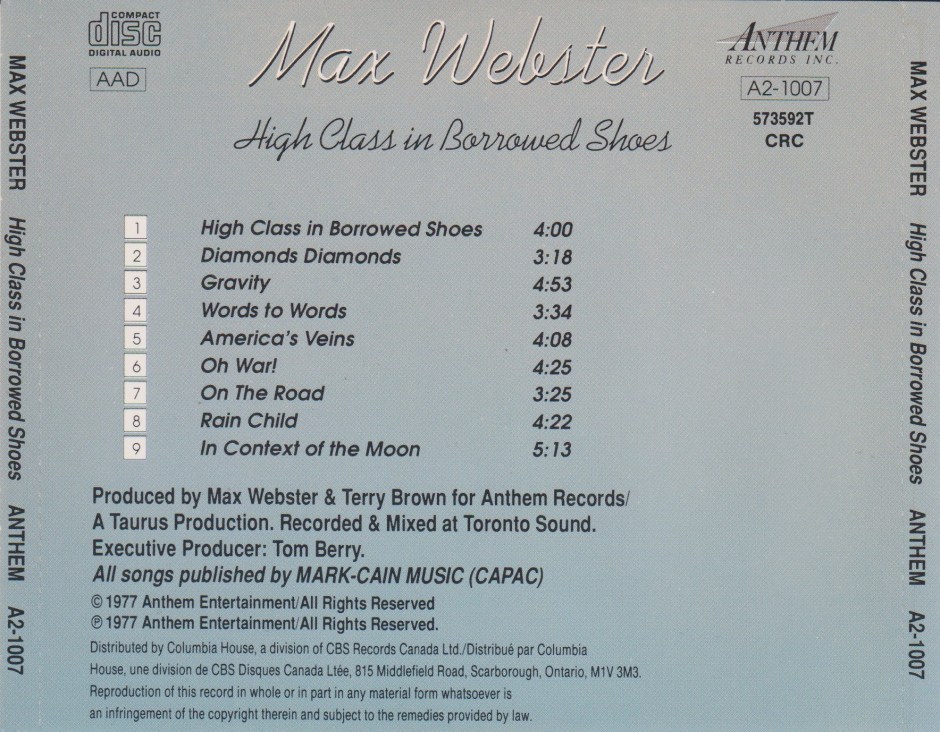 COMPACT
disc
DIGITAL AUDIO
AAD
Max Webster
High Class in Borrowed Shoes
ANTHEM
RECORDS INC.
A2-1007
573592T
CRC
MAX WEBSTER High Class in Borrowed Shoes ANTHEM A2-1007
1 High Class in Borrowed Shoes 4:00
2 Diamonds Diamonds 3:18
3 Gravity 4:53
4 Words to Words 3:34
5 America's Veins 4:08
6 Oh War! 4:25
7 On The Road 3:25
8 Rain Child 4:22
9 In Context of the Moon 5:13
Produced by Max Webster & Terry Brown for Anthem Records/
A Taurus Production. Recorded & Mixed at Toronto Sound.
Executive Producer: Tom Berry.
All songs published by MARK-CAIN MUSIC (CAPAC)
© 1977 Anthem Entertainment/All Rights Reserved
℗ 1977 Anthem Entertainment/All Rights Reserved.
Distributed by Columbia House, a division of CBS Records Canada Ltd./Distribué par Columbia
House, une division de CBS Disques Canada Ltée, 815 Middlefield Road, Scarborough, Ontario, M1V 3M3.
Reproduction of this record in whole or in part in any material form whatsoever is
an infringement of the copyright therein and subject to the remedies provided by law.
MAX WEBSTER High Class in Borrowed Shoes ANTHEM A2-1007